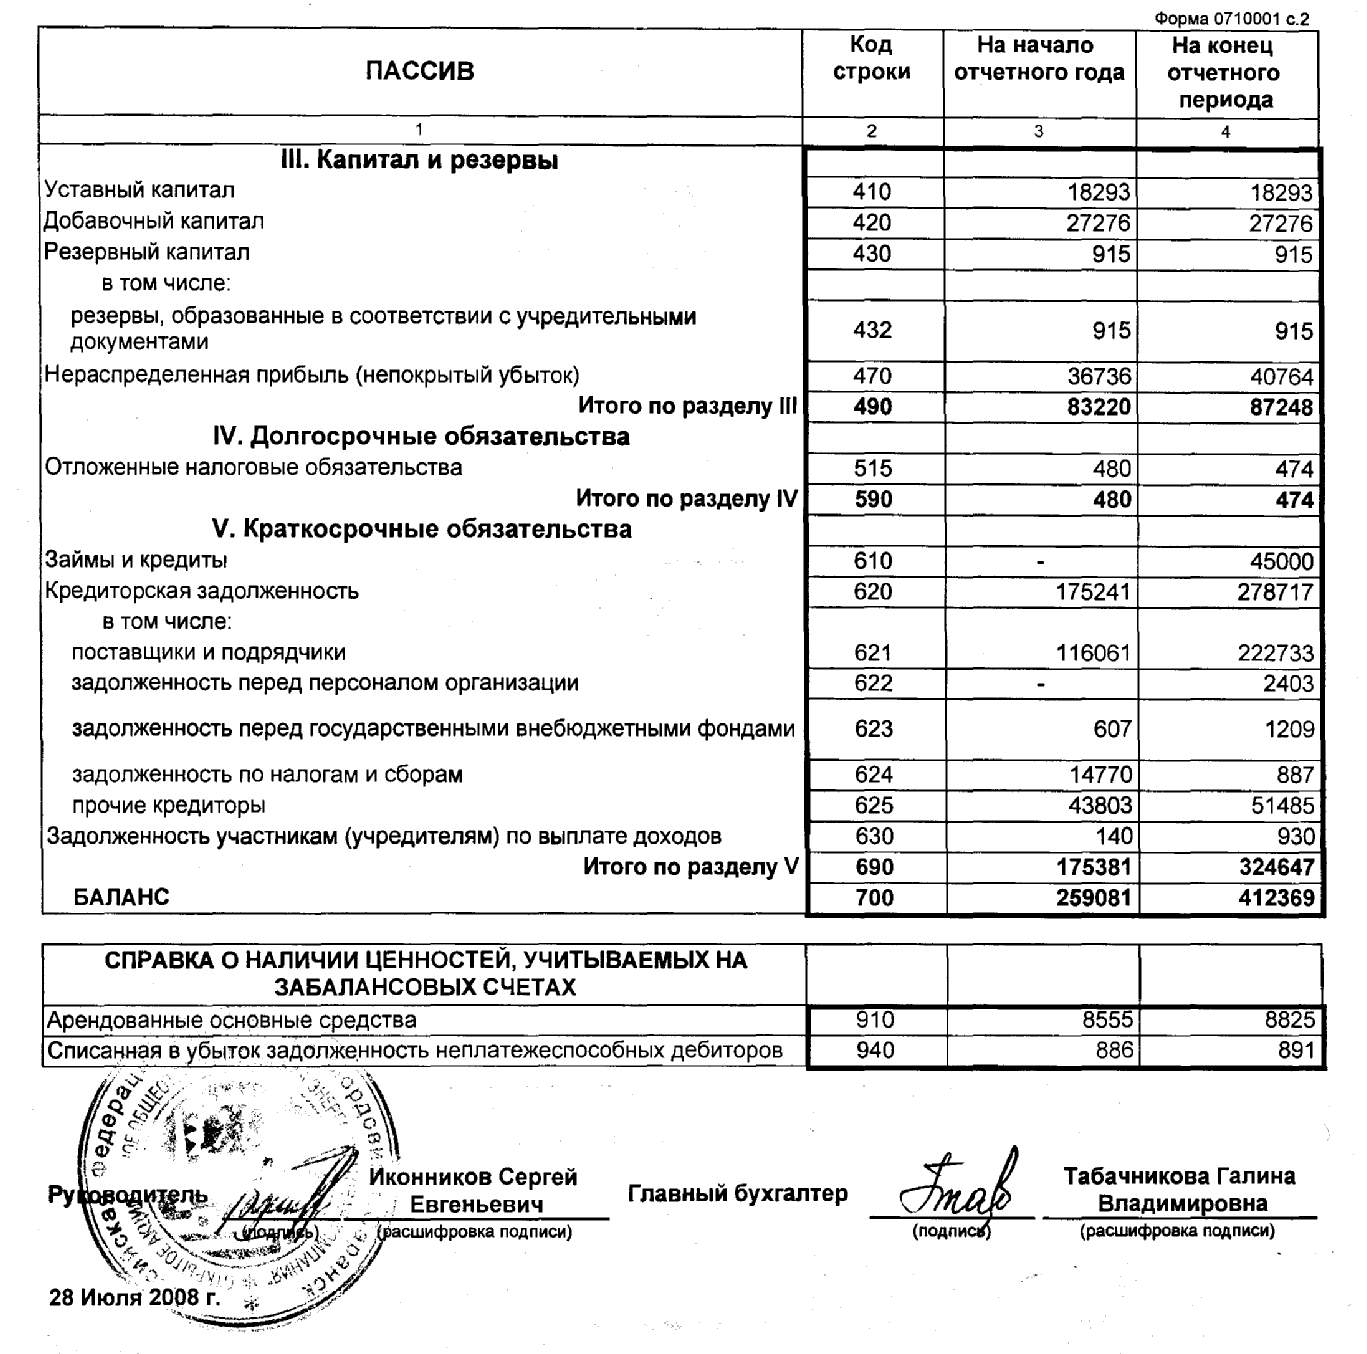 Форма 0710001 с.2
ПАССИВ Код строки На начало отчетного года На конец отчетного периода
1 2 3 4
III. Капитал и резервы
Уставный капитал 410 18293 18293
Добавочный капитал 420 27276 27276
Резервный капитал 430 915 915
в том числе:
резервы, образованные в соответствии с учредительными документами 432 915 915
Нераспределенная прибыль (непокрытый убыток) 470 36736 40764
Итого по разделу III 490 83220 87248
IV. Долгосрочные обязательства
Отложенные налоговые обязательства 515 480 474
Итого по разделу IV 590 480 474
V. Краткосрочные обязательства
Займы и кредиты 610 - 45000
Кредиторская задолженность 620 175241 278717
в том числе:
поставщики и подрядчики 621 116061 222733
задолженность перед персоналом организации 622 - 2403
задолженность перед государственными внебюджетными фондами 623 607 1209
задолженность по налогам и сборам 624 14770 887
прочие кредиторы 625 43803 51485
Задолженность участникам (учредителям) по выплате доходов 630 140 930
Итого по разделу V 690 175381 324647
БАЛАНС 700 259081 412369
СПРАВКА О НАЛИЧИИ ЦЕННОСТЕЙ, УЧИТЫВАЕМЫХ НА
ЗАБАЛАНСОВЫХ СЧЕТАХ
Арендованные основные средства 910 8555 8825
Списанная в убыток задолженность неплатежеспособных дебиторов 940 886 891
Руководитель Иконников Сергей Евгеньевич Главный бухгалтер Табачникова Галина Владимировна
(подпись) (расшифровка подписи) (подпись) (расшифровка подписи)
28 Июля 2008 г.